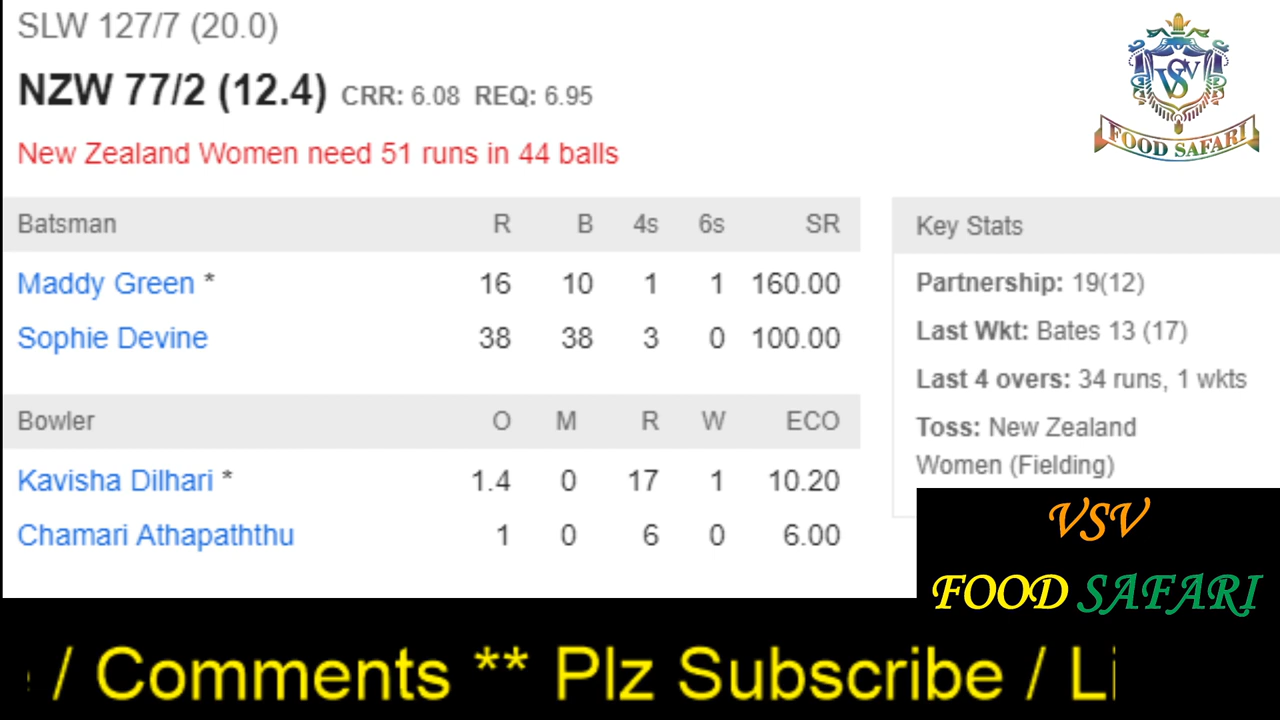 SLW 127/7 (20.0)
NZW 77/2 (12.4) CRR: 6.08 REQ: 6.95
New Zealand Women need 51 runs in 44 balls
Batsman R B 4s 6s SR
Maddy Green * 16 10 1 1 160.00
Sophie Devine 38 38 3 0 100.00
Bowler O M R W ECO
Kavisha Dilhari * 1.4 0 17 1 10.20
Chamari Athapaththu 1 0 6 0 6.00
VSV
FOOD SAFARI
Key Stats
Partnership: 19(12)
Last Wkt: Bates 13 (17)
Last 4 overs: 34 runs, 1 wkts
Toss: New Zealand
Women (Fielding)
VSV
FOOD SAFARI
/ Comments ** Plz Subscribe / Li